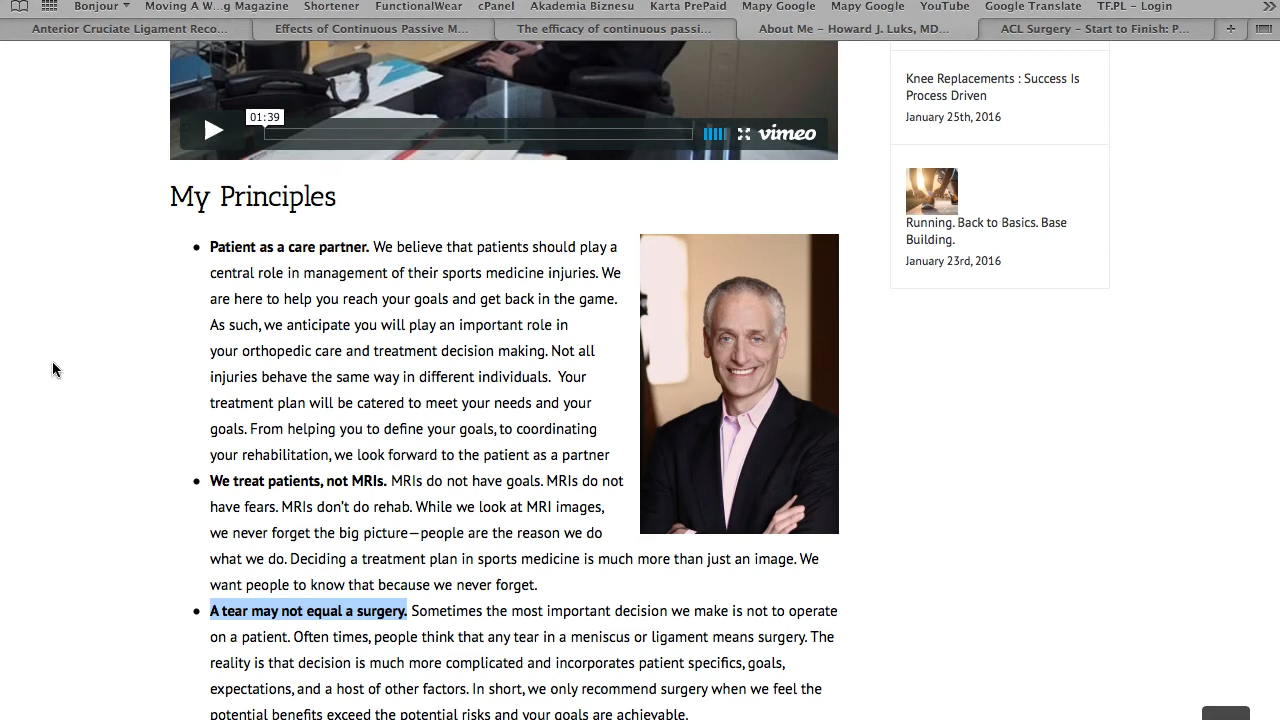 Bonjour Moving A W...g Magazine Shortener FunctionalWear cPanel Akademia Biznesu Karta PrePaid Mapy Google Mapy Google YouTube Google Translate TF.PL – Login
Anterior Cruciate Ligament Reco... Effects of Continuous Passive M... The efficacy of continuous passi... About Me – Howard J. Luks, MD... ACL Surgery – Start to Finish: P...
01:39
vimeo
My Principles
Patient as a care partner. We believe that patients should play a
central role in management of their sports medicine injuries. We
are here to help you reach your goals and get back in the game.
As such, we anticipate you will play an important role in
your orthopedic care and treatment decision making. Not all
injuries behave the same way in different individuals.  Your
treatment plan will be catered to meet your needs and your
goals. From helping you to define your goals, to coordinating
your rehabilitation, we look forward to the patient as a partner
We treat patients, not MRIs. MRIs do not have goals. MRIs do not
have fears. MRIs don’t do rehab. While we look at MRI images,
we never forget the big picture—people are the reason we do
what we do. Deciding a treatment plan in sports medicine is much more than just an image. We
want people to know that because we never forget.
A tear may not equal a surgery. Sometimes the most important decision we make is not to operate
on a patient. Often times, people think that any tear in a meniscus or ligament means surgery. The
reality is that decision is much more complicated and incorporates patient specifics, goals,
expectations, and a host of other factors. In short, we only recommend surgery when we feel the
potential benefits exceed the potential risks and your goals are achievable.
Knee Replacements : Success Is
Process Driven
January 25th, 2016
Running. Back to Basics. Base
Building.
January 23rd, 2016